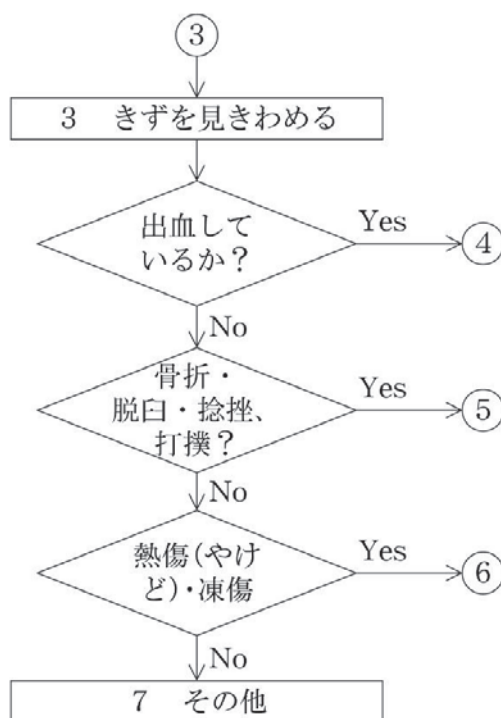 ③
3 きずを見きわめる
出血して
いるか？
Yes
④
No
骨折・
脱臼・捻挫、
打撲？
Yes
⑤
No
熱傷(やけ
ど)・凍傷
Yes
⑥
No
7 その他